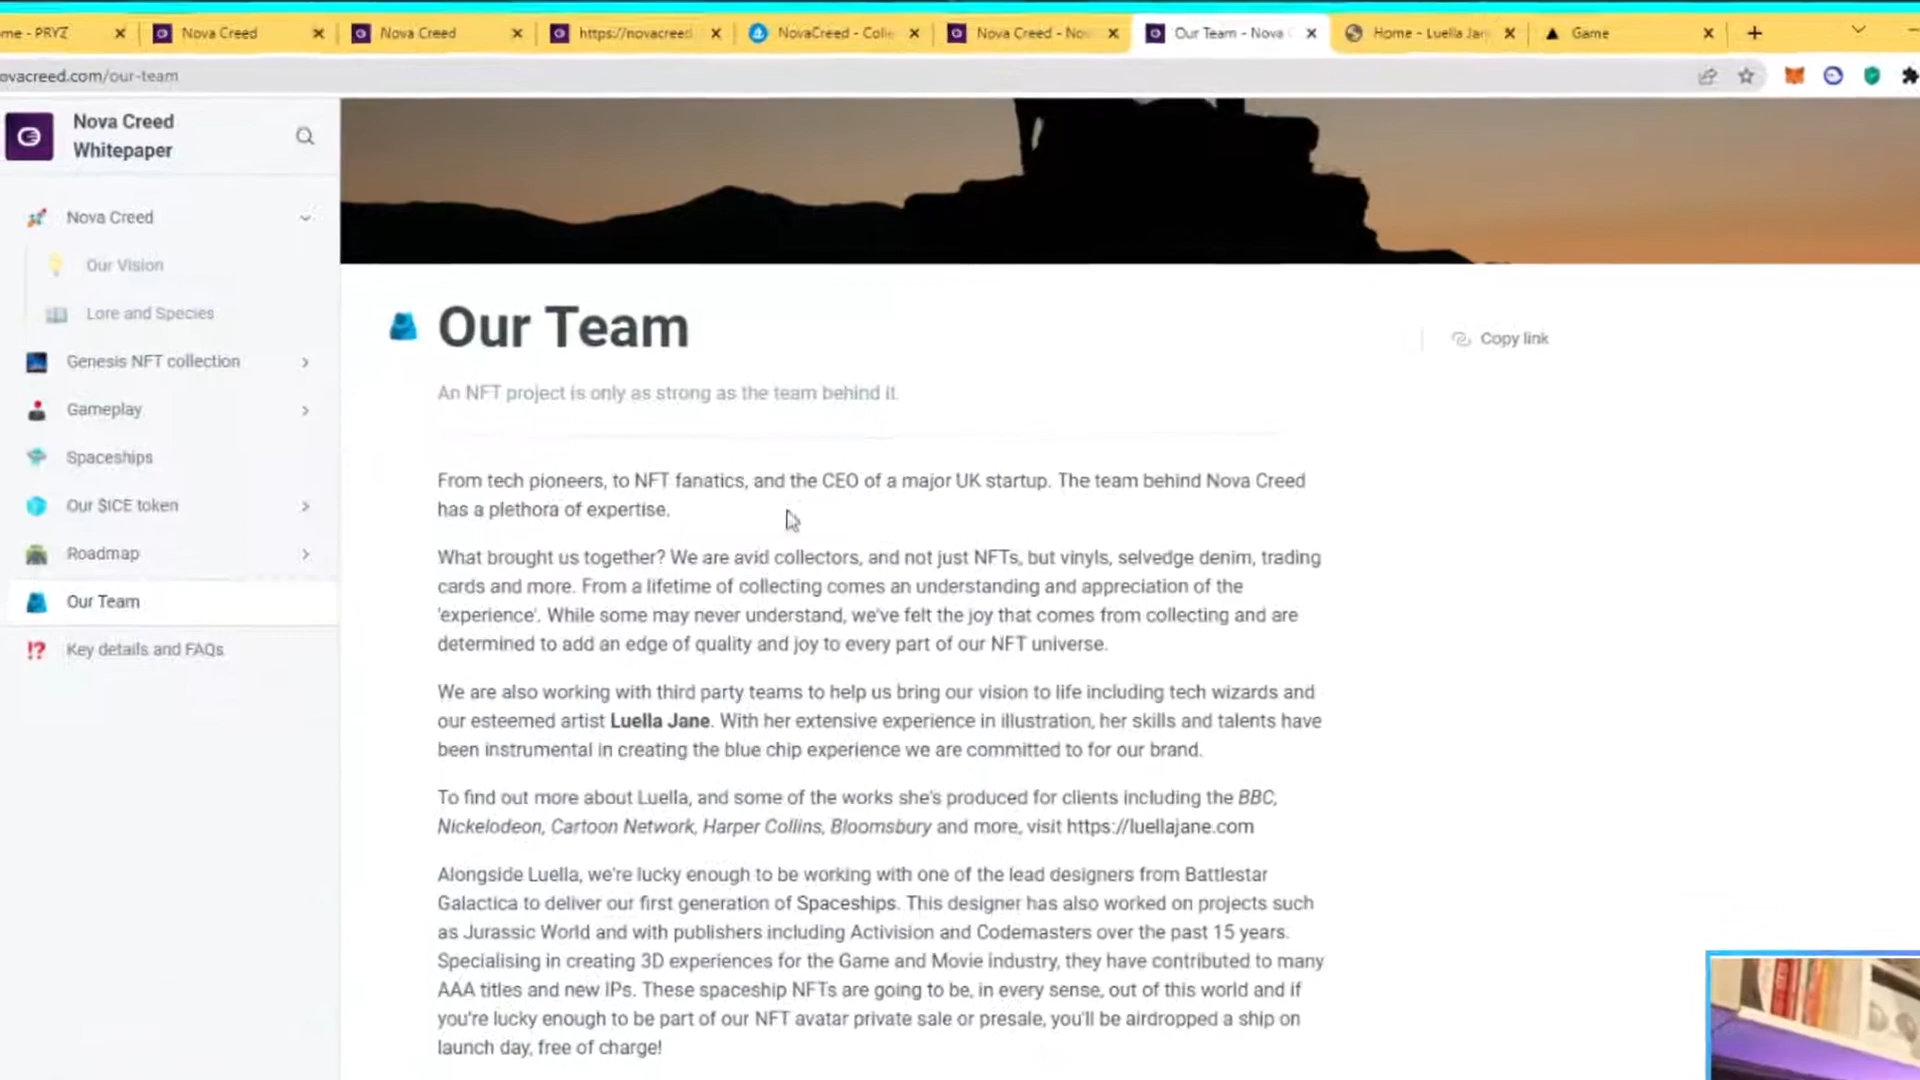 ome - PRYZ
Nova Creed
Nova Creed
https://novacreed
NovaCreed - Colle
Nova Creed - Nov
Our Team - Nova C
Home - Luella Jan
Game
ovacreed.com/our-team
Nova Creed
Whitepaper
Nova Creed
Our Vision
Lore and Species
Genesis NFT collection
Gameplay
Spaceships
Our $ICE token
Roadmap
Our Team
Key details and FAQs
Our Team
Copy link
An NFT project is only as strong as the team behind it.
From tech pioneers, to NFT fanatics, and the CEO of a major UK startup. The team behind Nova Creed
has a plethora of expertise.
What brought us together? We are avid collectors, and not just NFTs, but vinyls, selvedge denim, trading
cards and more. From a lifetime of collecting comes an understanding and appreciation of the
'experience'. While some may never understand, we've felt the joy that comes from collecting and are
determined to add an edge of quality and joy to every part of our NFT universe.
We are also working with third party teams to help us bring our vision to life including tech wizards and
our esteemed artist Luella Jane. With her extensive experience in illustration, her skills and talents have
been instrumental in creating the blue chip experience we are committed to for our brand.
To find out more about Luella, and some of the works she's produced for clients including the BBC,
Nickelodeon, Cartoon Network, Harper Collins, Bloomsbury and more, visit https://luellajane.com
Alongside Luella, we're lucky enough to be working with one of the lead designers from Battlestar
Galactica to deliver our first generation of Spaceships. This designer has also worked on projects such
as Jurassic World and with publishers including Activision and Codemasters over the past 15 years.
Specialising in creating 3D experiences for the Game and Movie industry, they have contributed to many
AAA titles and new IPs. These spaceship NFTs are going to be, in every sense, out of this world and if
you're lucky enough to be part of our NFT avatar private sale or presale, you'll be airdropped a ship on
launch day, free of charge!